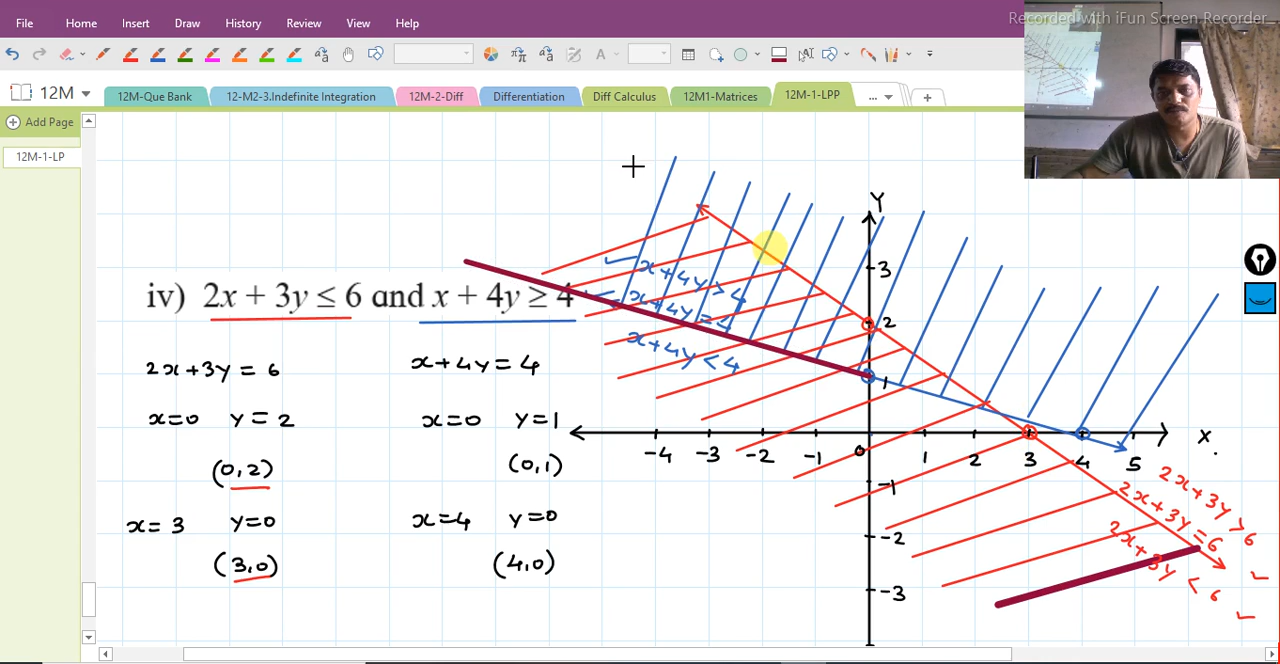 File Home Insert Draw History Review View Help
Recorded with iFun Screen Recorder
12M 12M-Que Bank 12-M2-3.Indefinite Integration 12M-2-Diff Differentiation Diff Calculus 12M1-Matrices 12M-1-LPP ...
Add Page
12M-1-LP
iv) 2x + 3y ≤ 6 and x + 4y ≥ 4
2x+3y = 6
x=0 y = 2
(0,2)
x= 3 y=0
(3,0)
x+4y = 4
x=0 y=1
(0,1)
x=4 y=0
(4,0)
x+4y > 4
x+4y = 4
x+4y < 4
Y
3
2
1
-4 -3 -2 -1 0 1 2 3 4 5 X
-1
-2
-3
2x+3y > 6
2x+3y = 6
2x+3y < 6